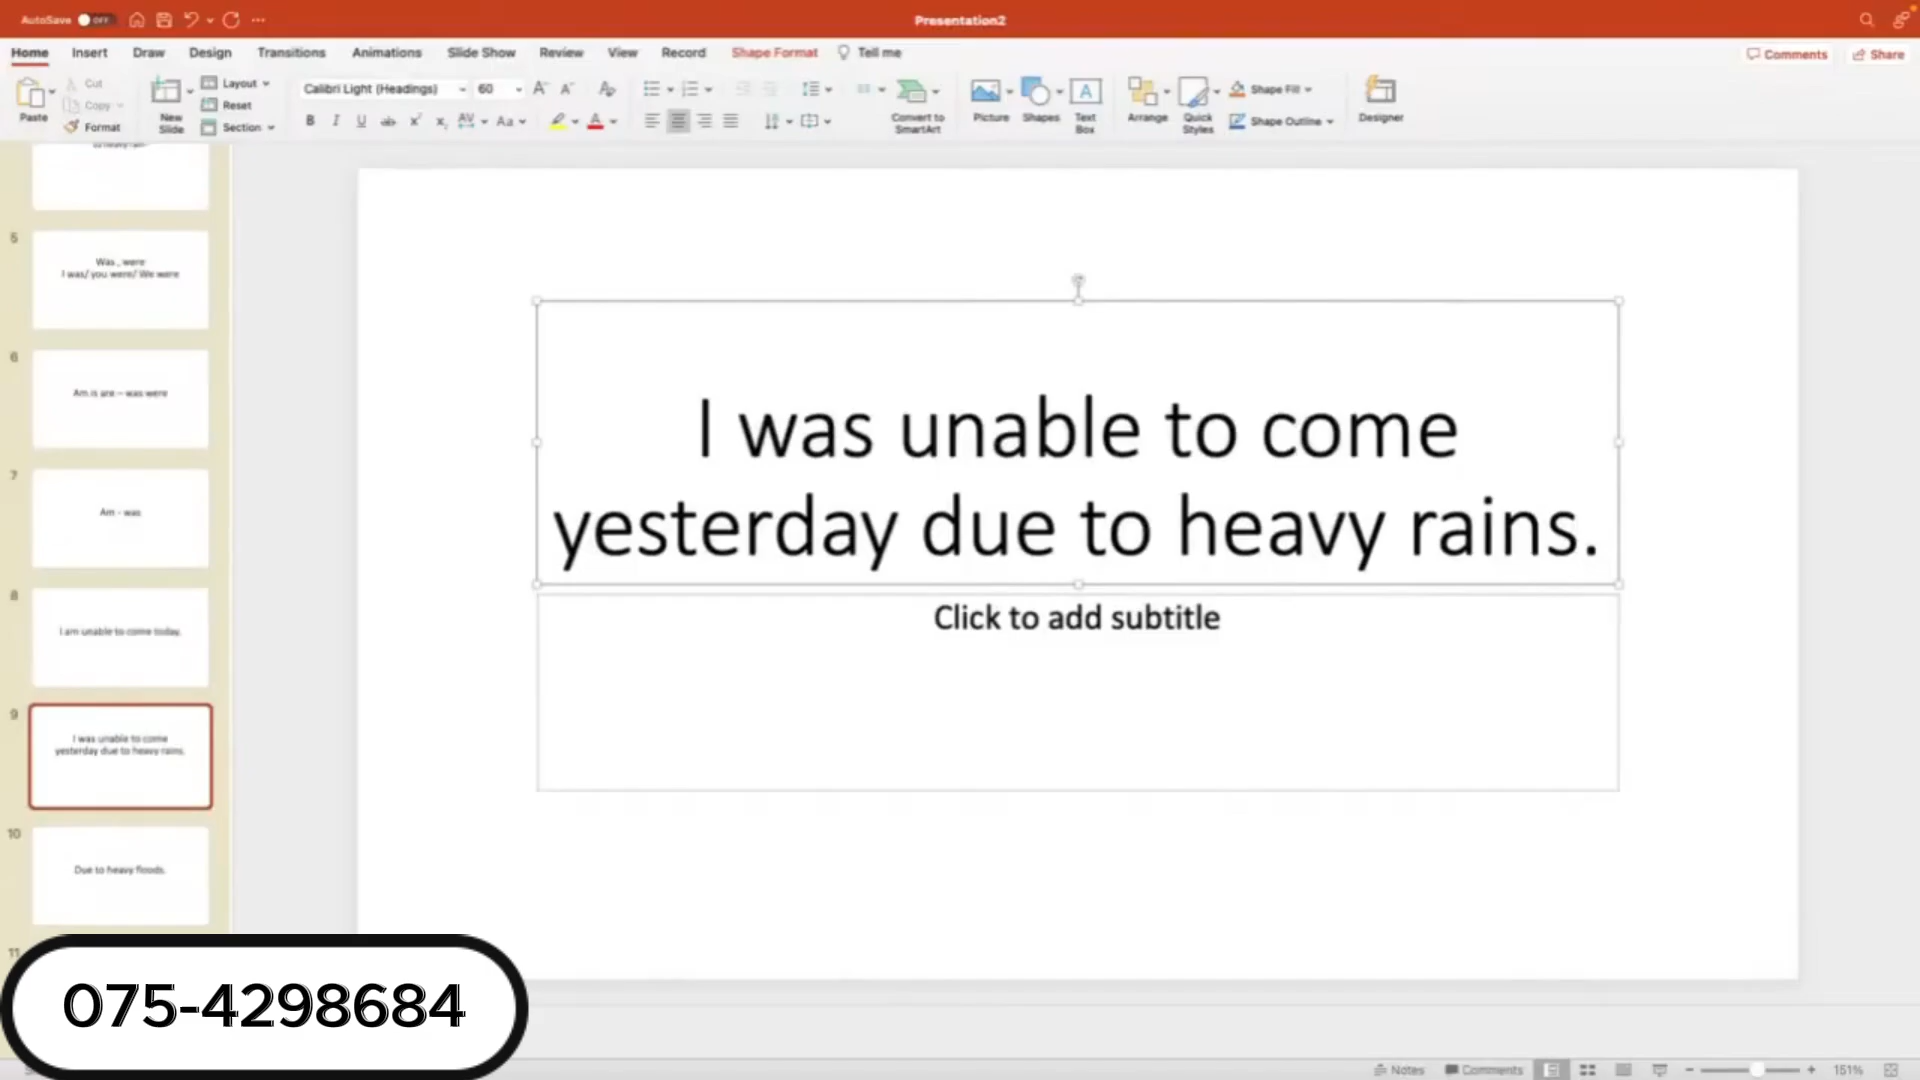 AutoSave OFF
Presentation2
Home Insert Draw Design Transitions Animations Slide Show Review View Record Shape Format Tell me
Comments Share
Paste
Cut
Copy
Format
New Slide
Layout
Reset
Section
Calibri Light (Headings) 60
Convert to SmartArt
Picture
Shapes
Text Box
Arrange
Quick Styles
Shape Fill
Shape Outline
Designer
to heavy rain-
5
Was , were
I was/ you were/ We were
6
Am is are – was were
7
Am - was
8
I am unable to come today.
9
I was unable to come
yesterday due to heavy rains.
10
Due to heavy floods.
11
I was unable to come
yesterday due to heavy rains.
Click to add subtitle
075-4298684
Notes Comments 151%